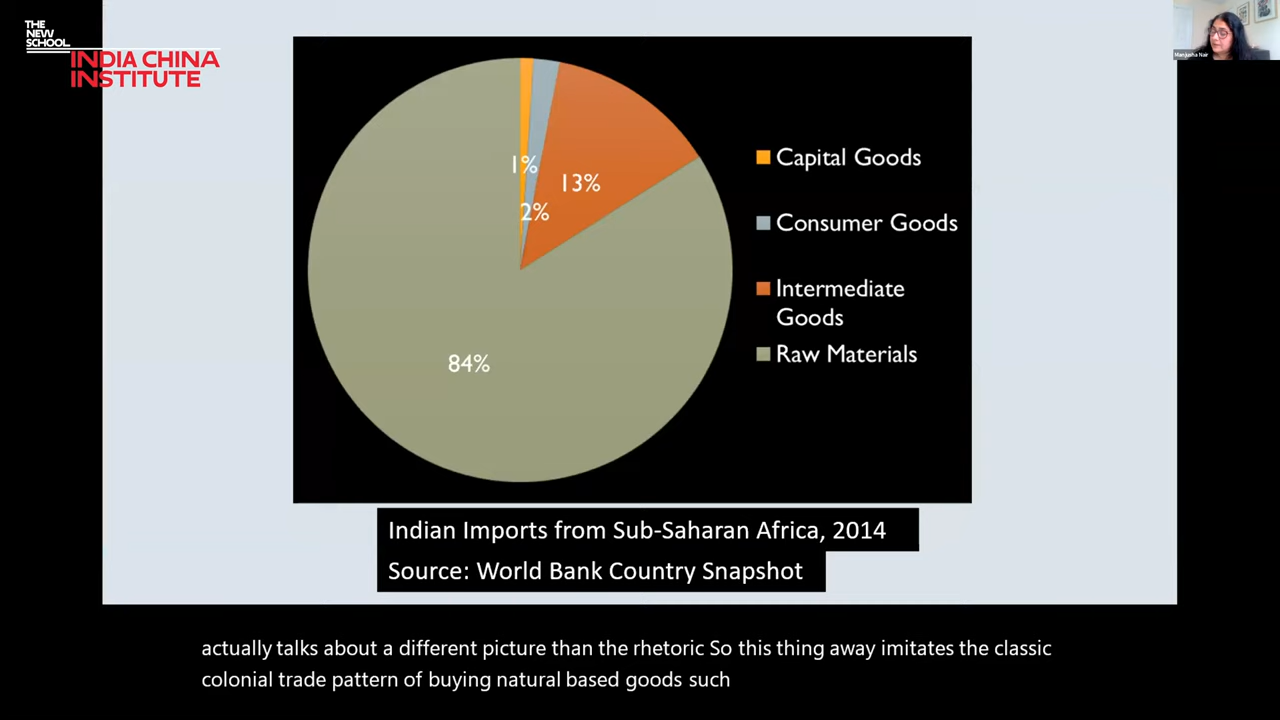 THE
NEW
SCHOOL
INDIA CHINA
INSTITUTE
Manjusha Nair
1%
13%
2%
84%
Capital Goods
Consumer Goods
Intermediate
Goods
Raw Materials
Indian Imports from Sub-Saharan Africa, 2014
Source: World Bank Country Snapshot
actually talks about a different picture than the rhetoric So this thing away imitates the classic
colonial trade pattern of buying natural based goods such